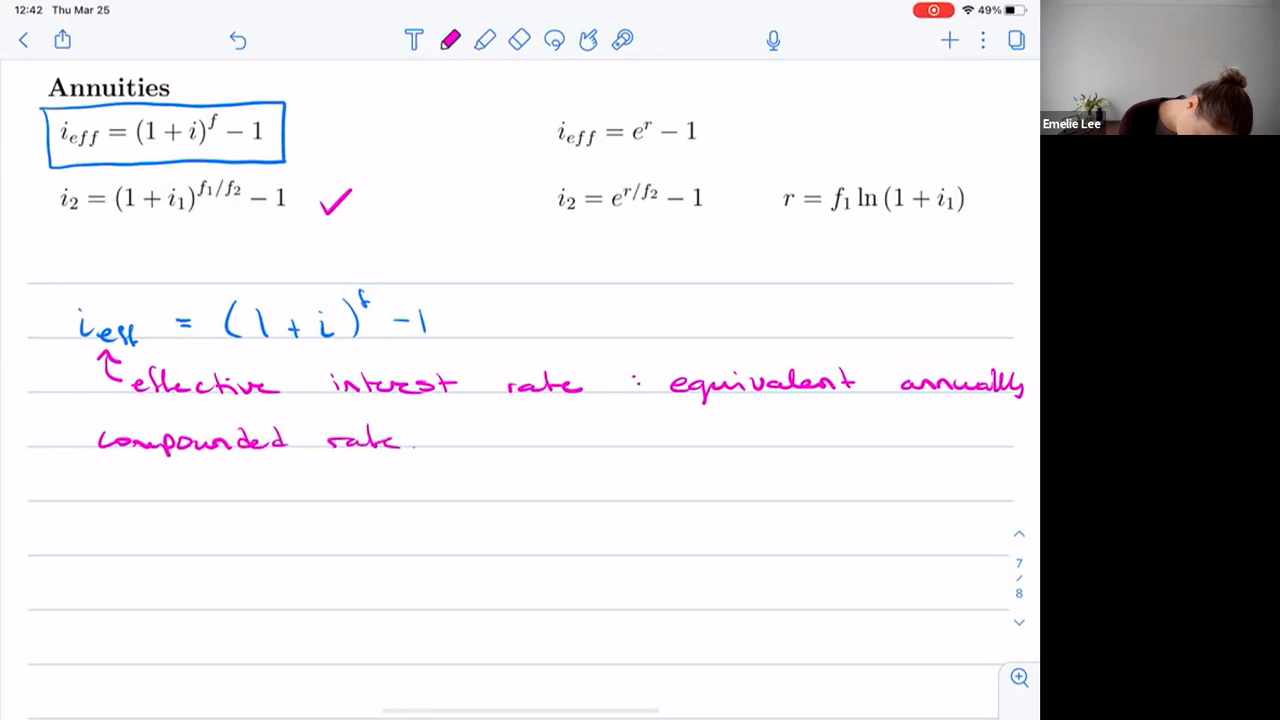 12:42 Thu Mar 25
49%
Annuities
i_eff = (1 + i)^f − 1
i_eff = e^r − 1
i_2 = (1 + i_1)^{f_1/f_2} − 1 ✓
i_2 = e^{r/f_2} − 1
r = f_1 ln (1 + i_1)
i_eff = (1 + i)^f − 1
effective interest rate : equivalent annually
compounded rate.
7
/
8
T
Emelie Lee